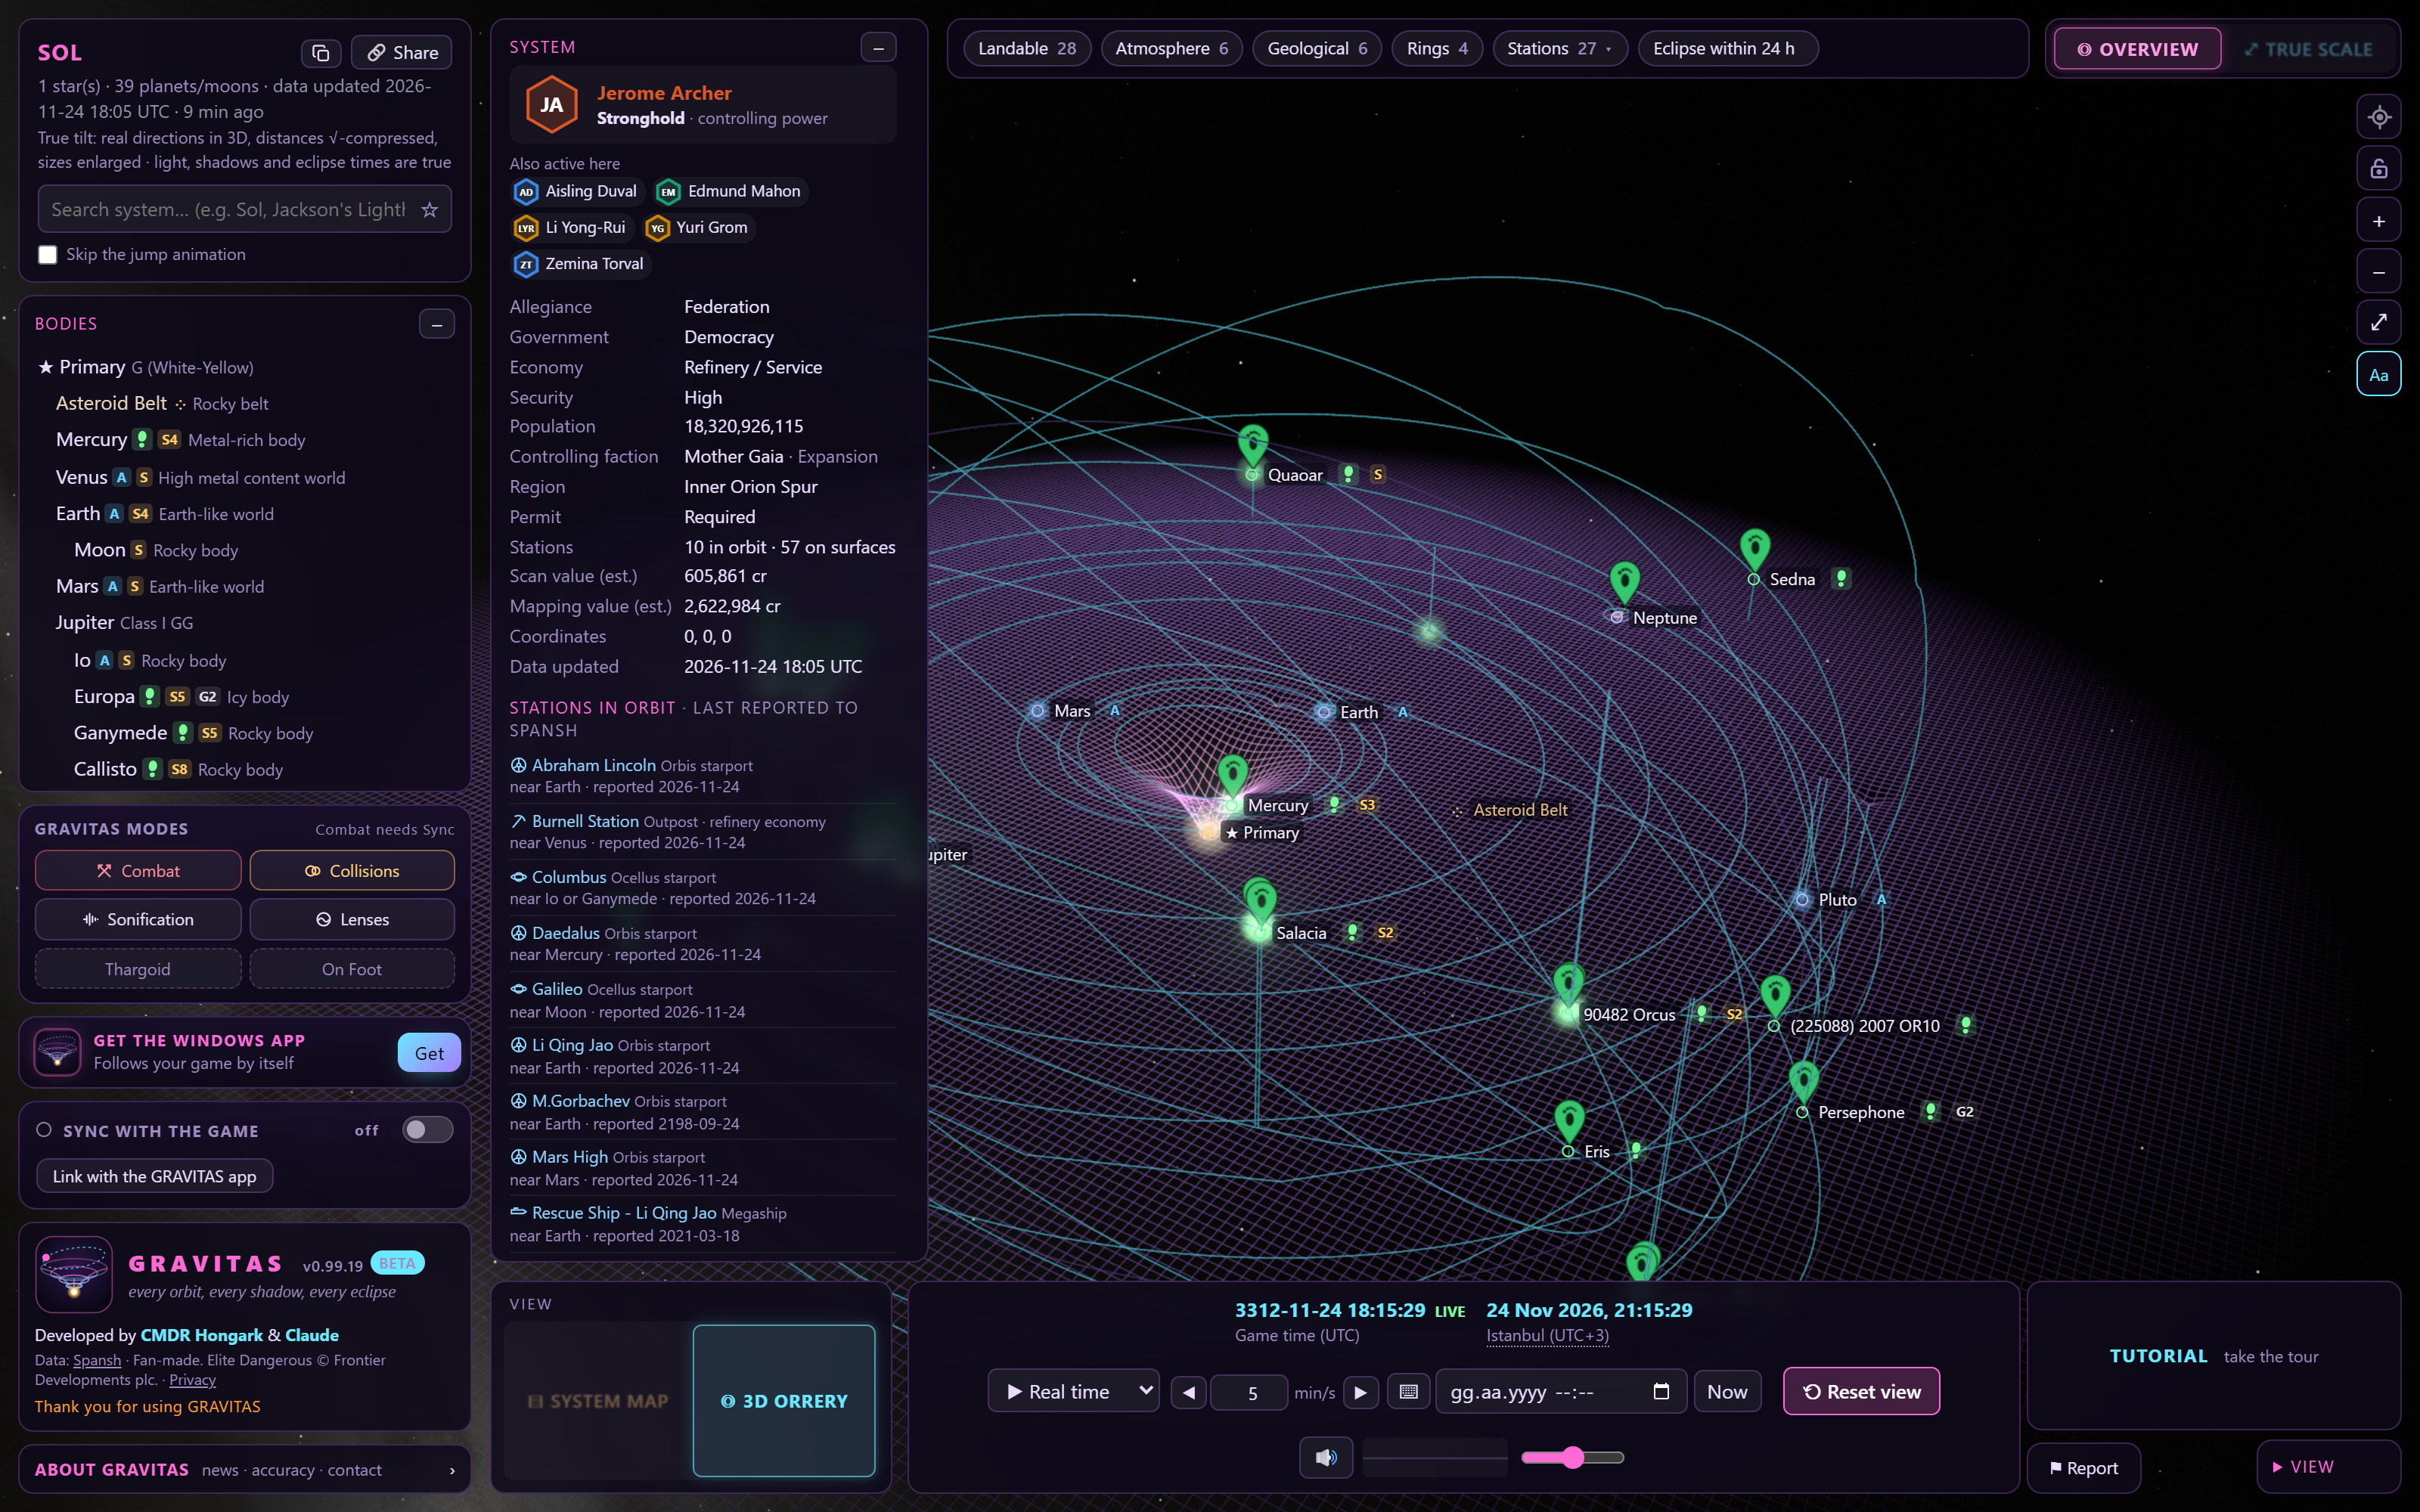 SOL
Share
1 star(s) · 39 planets/moons · data updated 2026-
11-24 18:05 UTC · 9 min ago
True tilt: real directions in 3D, distances √-compressed,
sizes enlarged · light, shadows and eclipse times are true
Search system... (e.g. Sol, Jackson's Lightl
Skip the jump animation
BODIES
Primary G (White-Yellow)
Asteroid Belt Rocky belt
Mercury S4 Metal-rich body
Venus A S High metal content world
Earth A S4 Earth-like world
Moon S Rocky body
Mars A S Earth-like world
Jupiter Class I GG
Io A S Rocky body
Europa S5 G2 Icy body
Ganymede S5 Rocky body
Callisto S8 Rocky body
GRAVITAS MODES Combat needs Sync
Combat Collisions
Sonification Lenses
Thargoid On Foot
GET THE WINDOWS APP
Follows your game by itself
Get
SYNC WITH THE GAME off
Link with the GRAVITAS app
GRAVITAS v0.99.19 BETA
every orbit, every shadow, every eclipse
Developed by CMDR Hongark & Claude
Data: Spansh · Fan-made. Elite Dangerous © Frontier
Developments plc. · Privacy
Thank you for using GRAVITAS
ABOUT GRAVITAS news · accuracy · contact ›
SYSTEM
JA
Jerome Archer
Stronghold · controlling power
Also active here
AD Aisling Duval EM Edmund Mahon
LYR Li Yong-Rui YG Yuri Grom
ZT Zemina Torval
Allegiance Federation
Government Democracy
Economy Refinery / Service
Security High
Population 18,320,926,115
Controlling faction Mother Gaia · Expansion
Region Inner Orion Spur
Permit Required
Stations 10 in orbit · 57 on surfaces
Scan value (est.) 605,861 cr
Mapping value (est.) 2,622,984 cr
Coordinates 0, 0, 0
Data updated 2026-11-24 18:05 UTC
STATIONS IN ORBIT · LAST REPORTED TO
SPANSH
Abraham Lincoln Orbis starport
near Earth · reported 2026-11-24
Burnell Station Outpost · refinery economy
near Venus · reported 2026-11-24
Columbus Ocellus starport
near Io or Ganymede · reported 2026-11-24
Daedalus Orbis starport
near Mercury · reported 2026-11-24
Galileo Ocellus starport
near Moon · reported 2026-11-24
Li Qing Jao Orbis starport
near Earth · reported 2026-11-24
M.Gorbachev Orbis starport
near Earth · reported 2198-09-24
Mars High Orbis starport
near Mars · reported 2026-11-24
Rescue Ship - Li Qing Jao Megaship
near Earth · reported 2021-03-18
VIEW
SYSTEM MAP
3D ORRERY
Landable 28 Atmosphere 6 Geological 6 Rings 4 Stations 27 Eclipse within 24 h
OVERVIEW TRUE SCALE
+
–
Aa
Quaoar S
Sedna
Neptune
Mars A
Earth A
Mercury S3
Primary
Asteroid Belt
upiter
Pluto A
Salacia S2
90482 Orcus S2
(225088) 2007 OR10
Persephone G2
Eris
3312-11-24 18:15:29 LIVE 24 Nov 2026, 21:15:29
Game time (UTC) Istanbul (UTC+3)
Real time 5 min/s gg.aa.yyyy --:-- Now Reset view
TUTORIAL take the tour
Report
VIEW